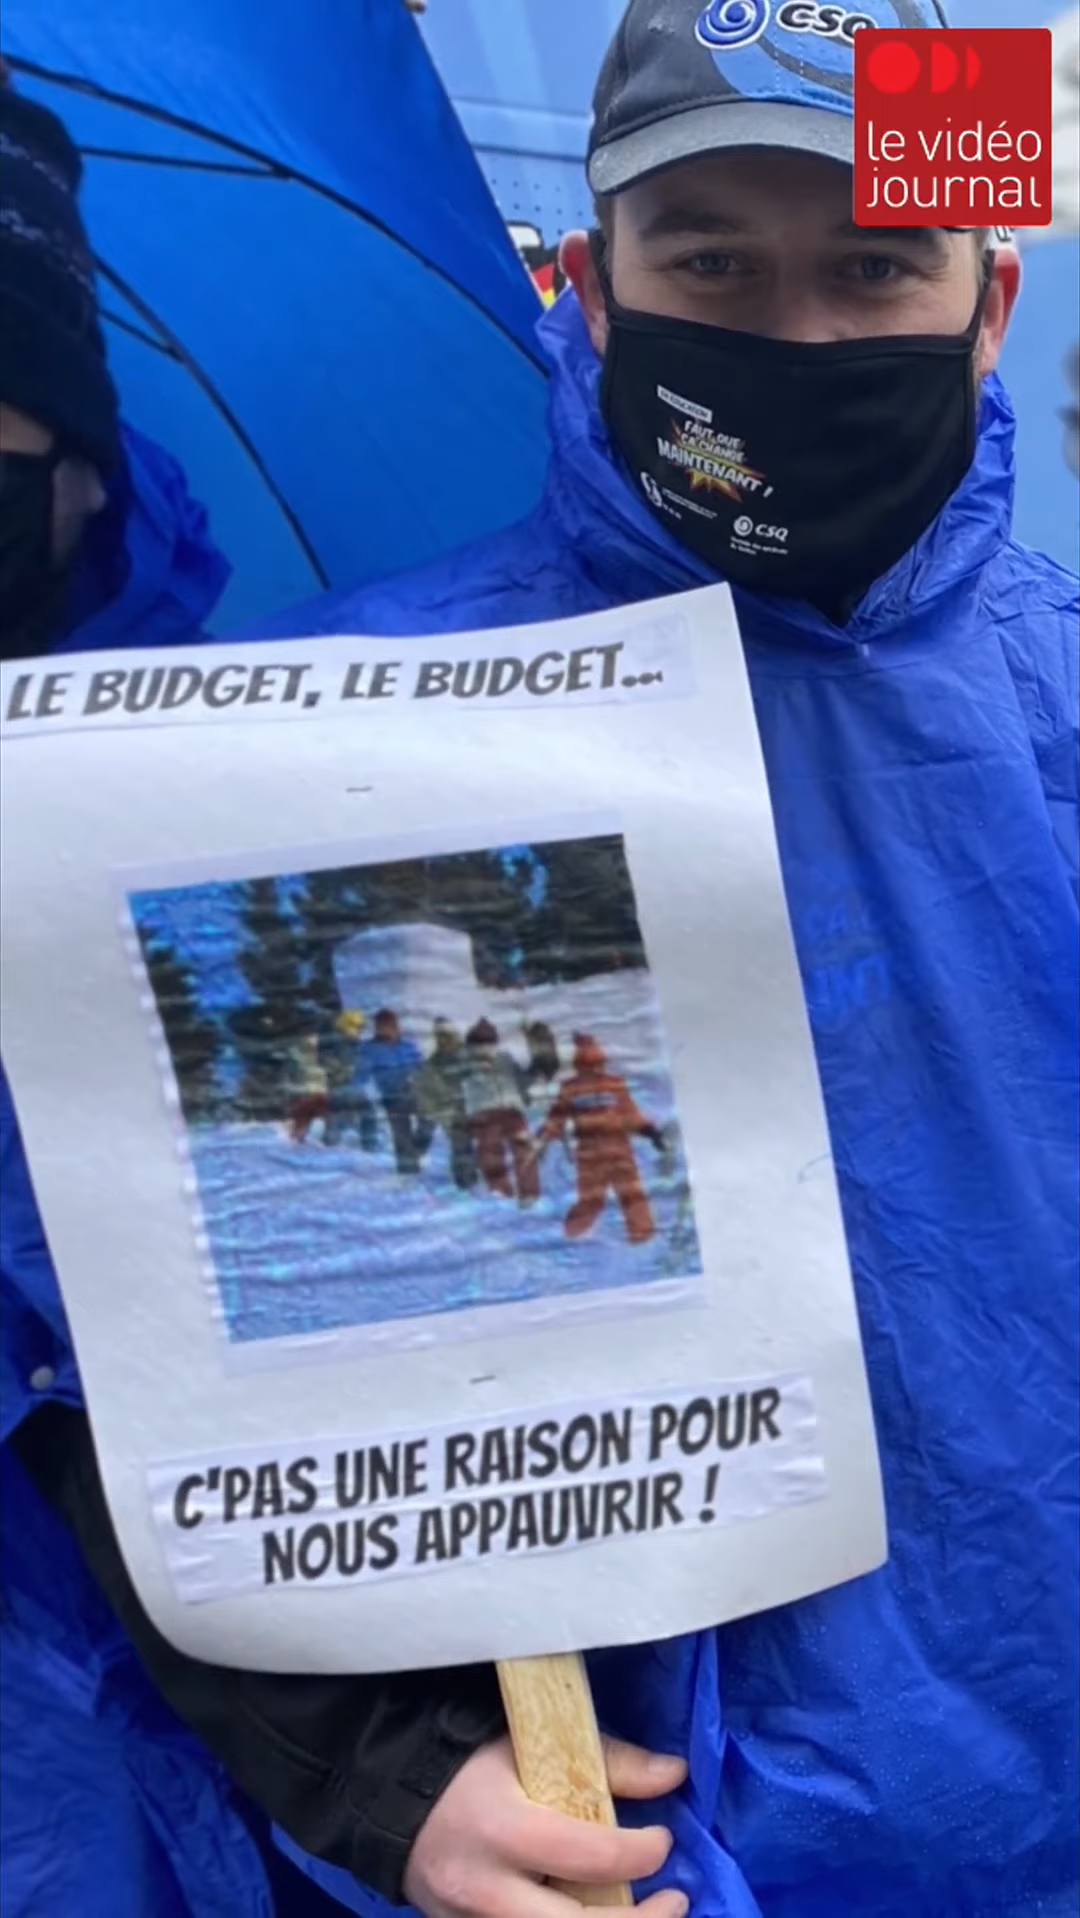 CSQ
le vidéo
journal
EN ÉDUCATION
FAUT QUE
ÇA CHANGE
MAINTENANT !
CSQ
LE BUDGET, LE BUDGET...
C'PAS UNE RAISON POUR
NOUS APPAUVRIR !